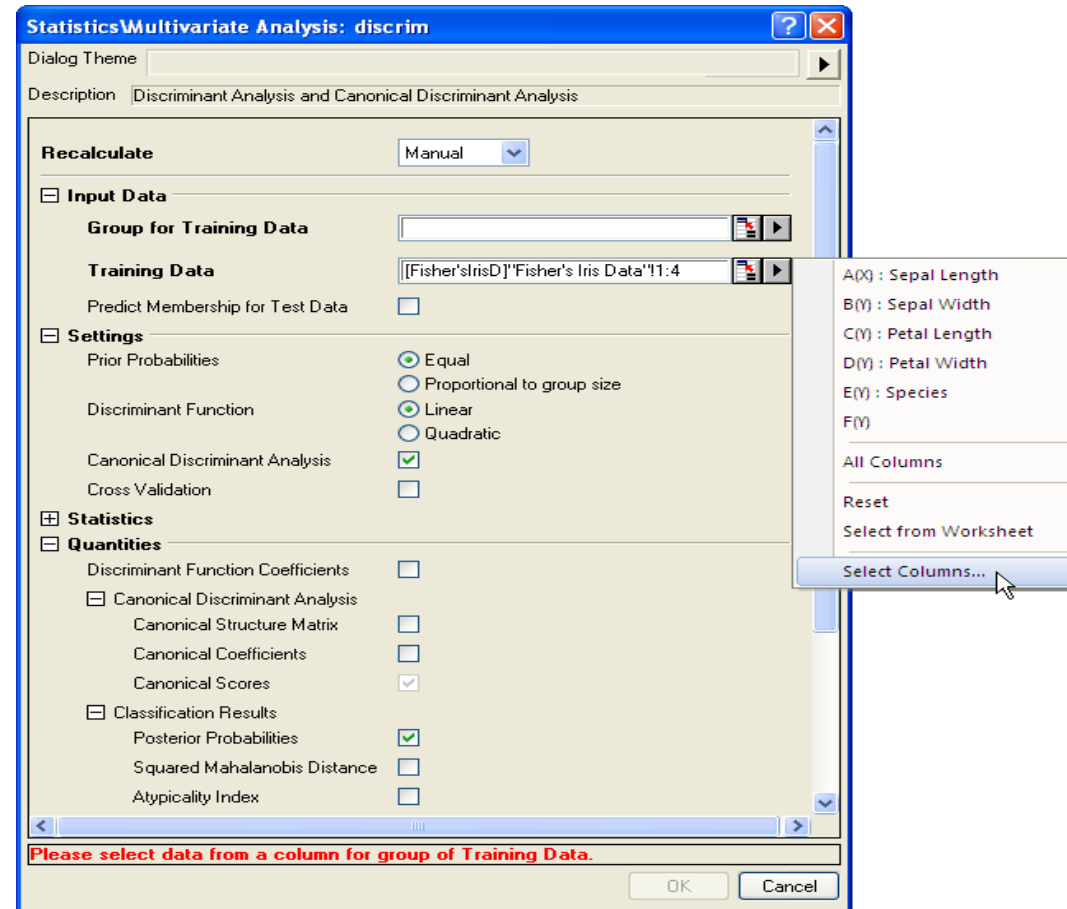 Statistics\Multivariate Analysis: discrim
Dialog Theme
Description Discriminant Analysis and Canonical Discriminant Analysis
Recalculate Manual
Input Data
Group for Training Data
Training Data [[Fisher'sIrisD]"Fisher's Iris Data"!1:4
Predict Membership for Test Data
Settings
Prior Probabilities Equal
Proportional to group size
Discriminant Function Linear
Quadratic
Canonical Discriminant Analysis
Cross Validation
Statistics
Quantities
Discriminant Function Coefficients
Canonical Discriminant Analysis
Canonical Structure Matrix
Canonical Coefficients
Canonical Scores
Classification Results
Posterior Probabilities
Squared Mahalanobis Distance
Atypicality Index
Please select data from a column for group of Training Data.
OK Cancel
A(X) : Sepal Length
B(Y) : Sepal Width
C(Y) : Petal Length
D(Y) : Petal Width
E(Y) : Species
F(Y)
All Columns
Reset
Select from Worksheet
Select Columns...